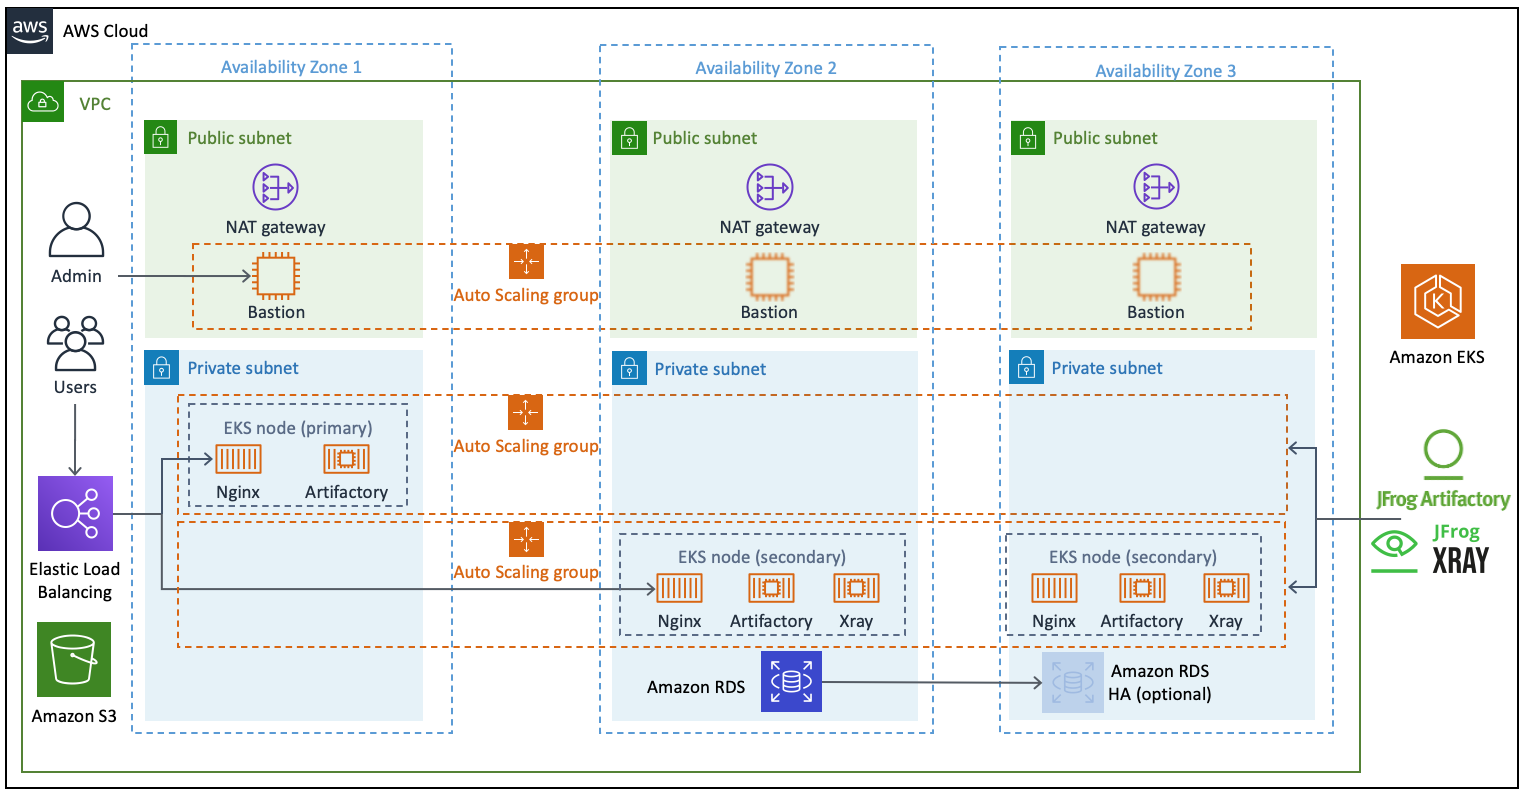 aws
AWS Cloud
Availability Zone 1
Availability Zone 2
Availability Zone 3
VPC
Public subnet
Public subnet
Public subnet
NAT gateway
NAT gateway
NAT gateway
Admin
Auto Scaling group
Bastion
Bastion
Bastion
Users
Private subnet
Private subnet
Private subnet
K
Amazon EKS
EKS node (primary)
Auto Scaling group
Nginx
Artifactory
JFrog Artifactory
JFrog
XRAY
Elastic Load
Balancing
Auto Scaling group
EKS node (secondary)
Nginx
Artifactory
Xray
EKS node (secondary)
Nginx
Artifactory
Xray
Amazon S3
Amazon RDS
Amazon RDS
HA (optional)